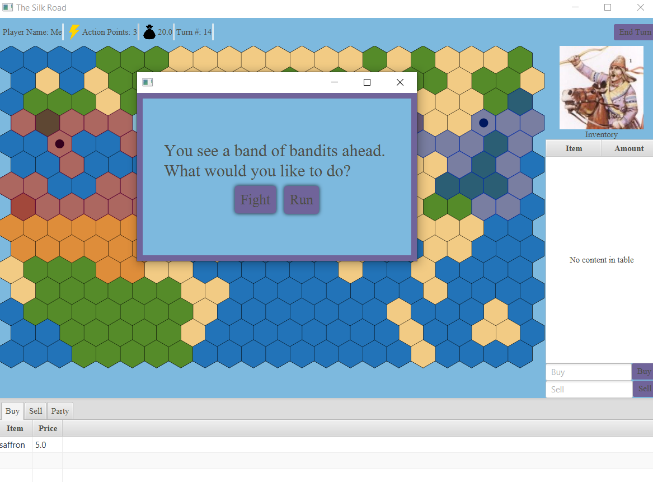 The Silk Road
Player Name: Me Action Points: 3 20.0 Turn #: 14 End Turn
You see a band of bandits ahead.
What would you like to do?
Fight Run
Inventory
Item Amount
No content in table
Buy Buy
Sell Sell
Buy Sell Party
Item Price
saffron 5.0